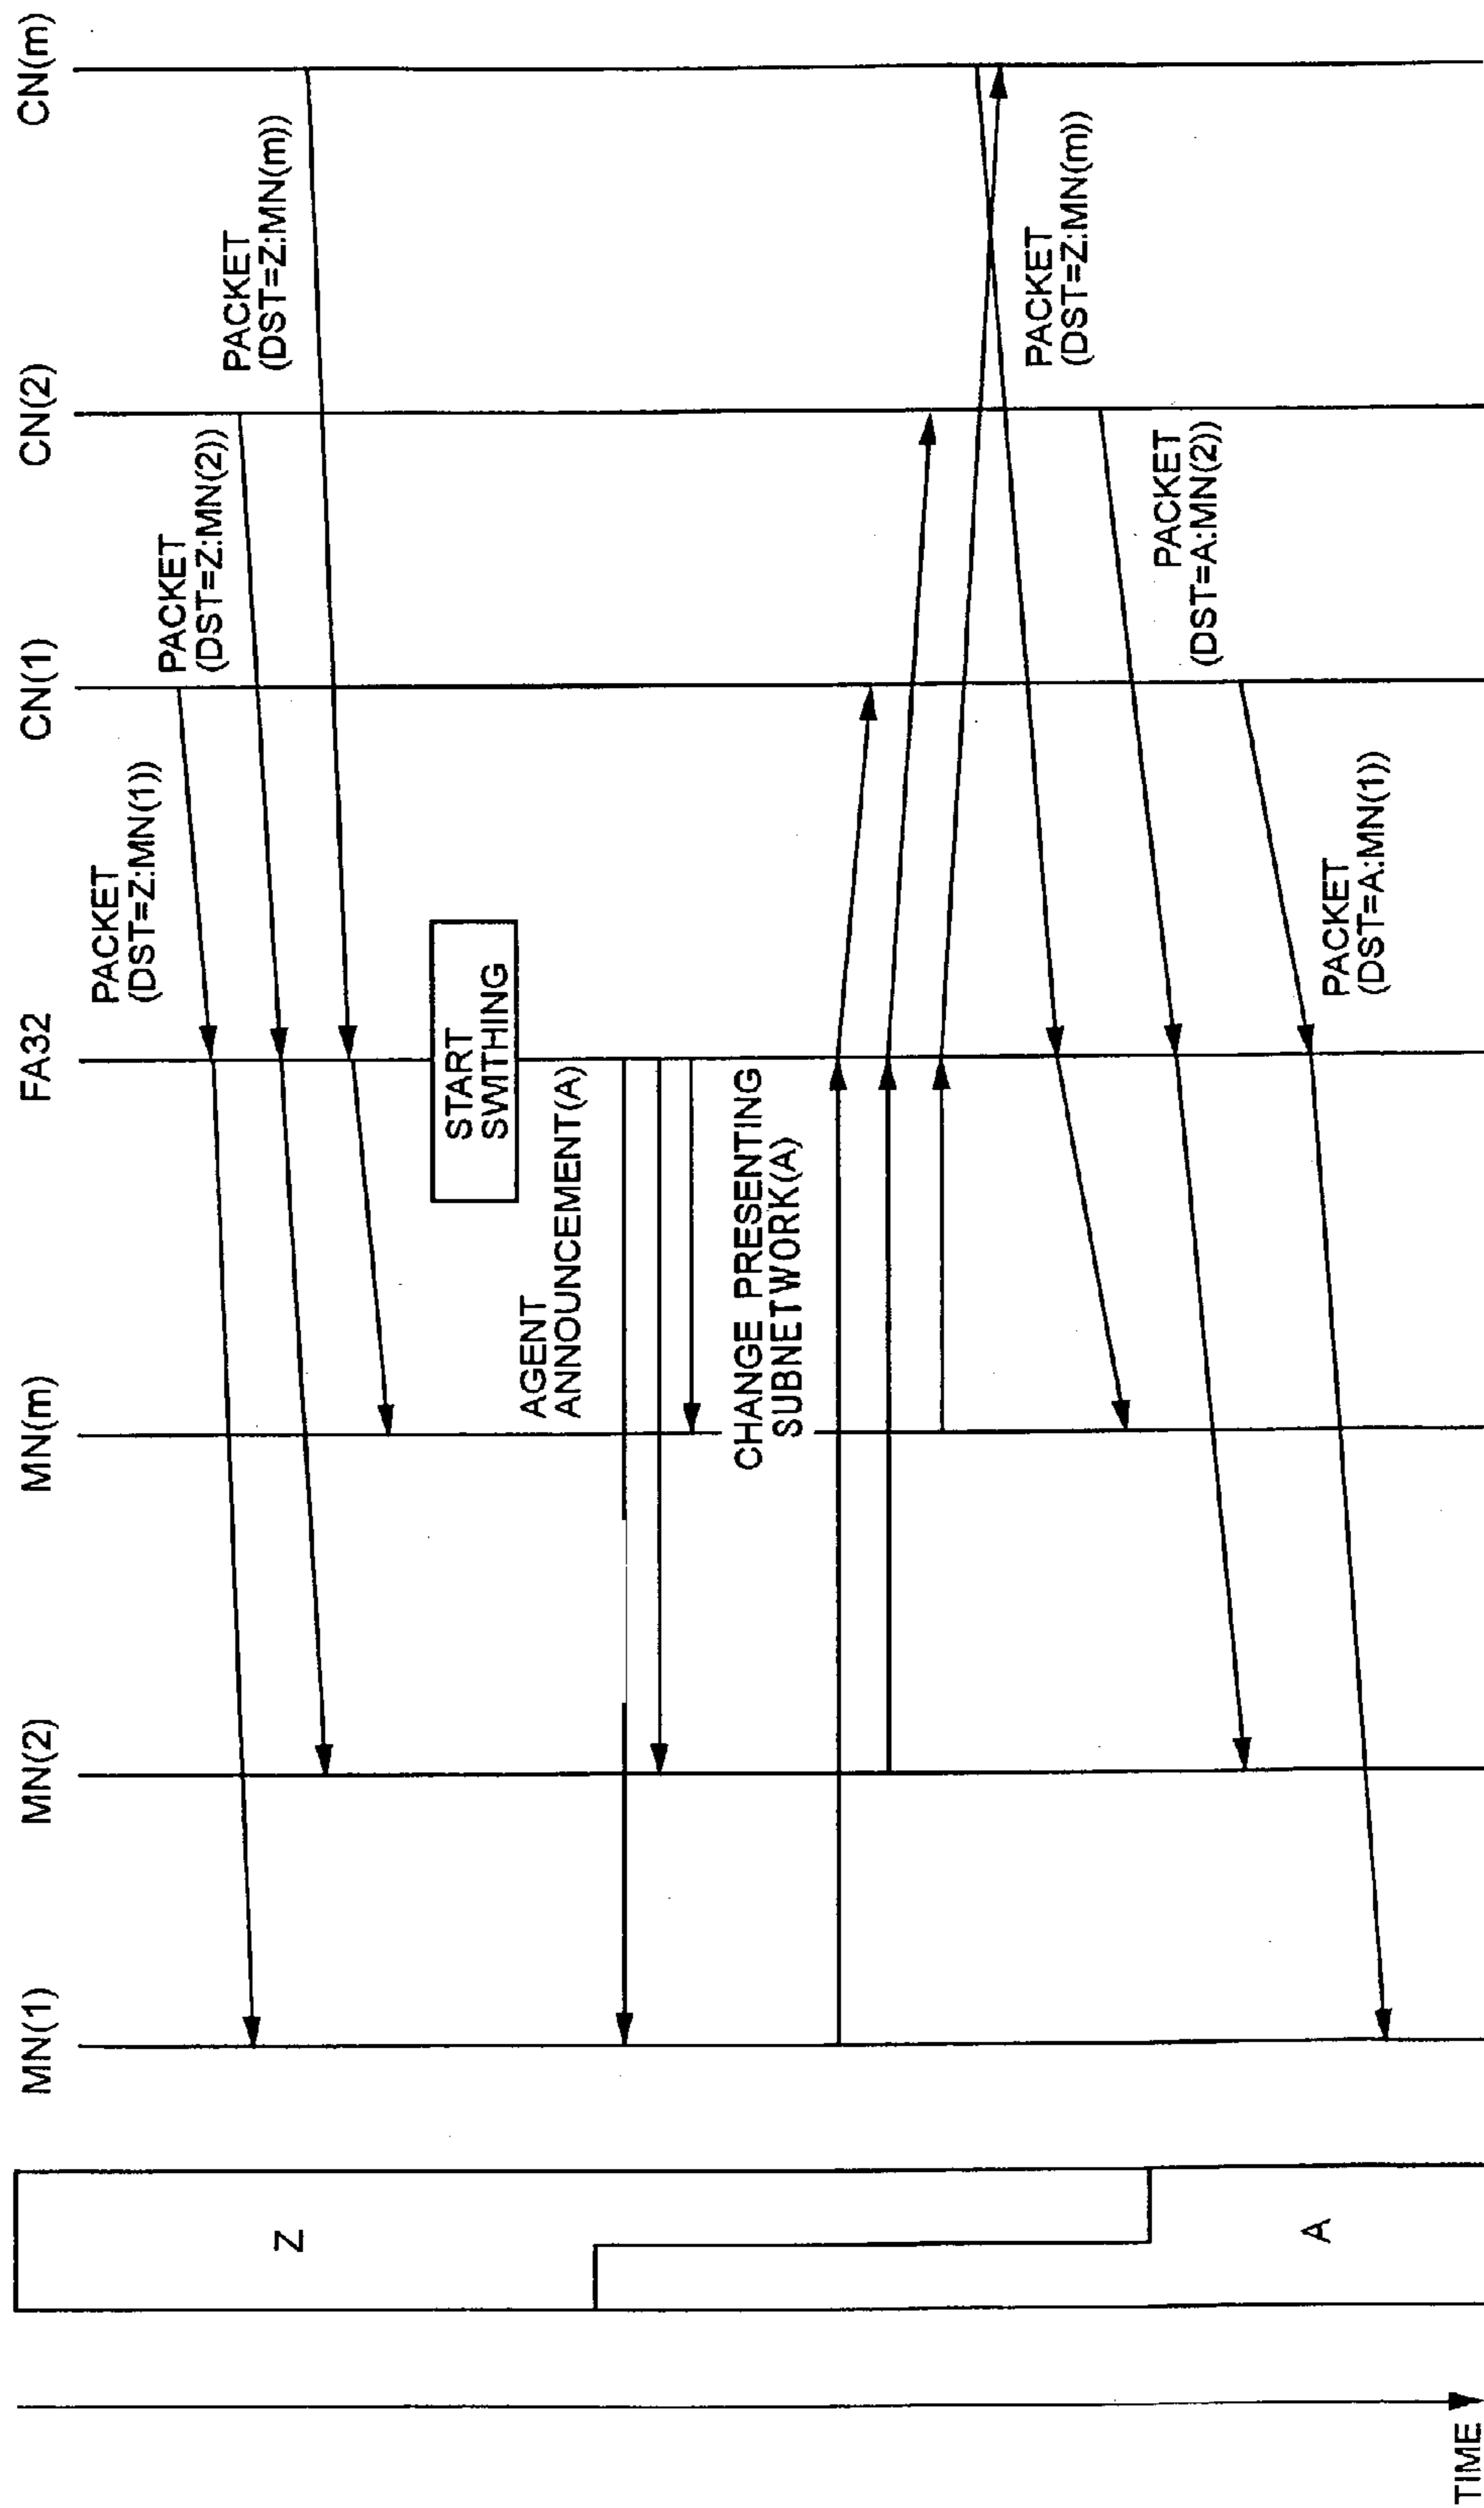 MN(1)
MN(2)
MN(m)
FA32
CN(1)
CN(2)
CN(m)
PACKET
(DST=Z:MN(1))
PACKET
(DST=Z:MN(2))
PACKET
(DST=Z:MN(m))
Z
START
SWITHING
AGENT
ANNOUNCEMENT(A)
CHANGE PRESENTING
SUBNETWORK(A)
PACKET
(DST=Z:MN(m))
PACKET
(DST=A:MN(2))
PACKET
(DST=A:MN(1))
A
TIME